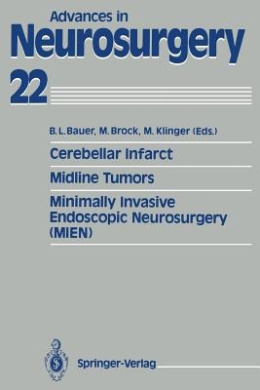 Advances in
Neurosurgery
22
B. L. Bauer, M. Brock, M. Klinger (Eds.)
Cerebellar Infarct
Midline Tumors
Minimally Invasive
Endoscopic Neurosurgery
(MIEN)
Springer-Verlag